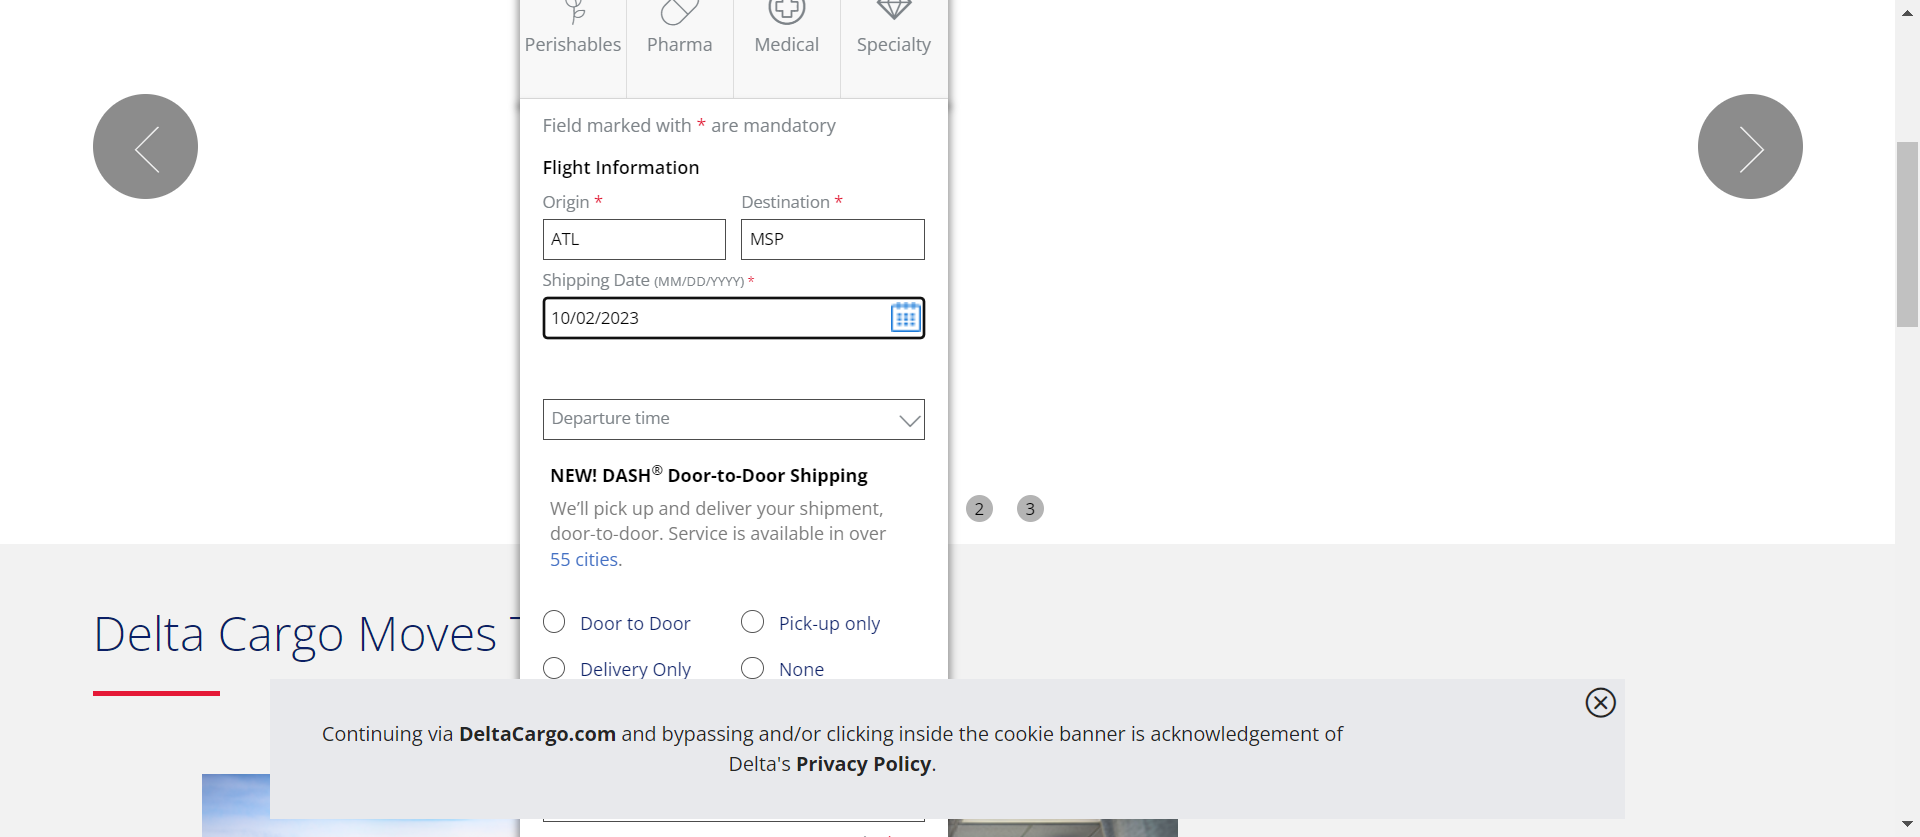 Perishables
Pharma
Medical
Specialty
Field marked with * are mandatory
Flight Information
Origin *
Destination *
ATL
MSP
Shipping Date (MM/DD/YYYY) *
10/02/2023
Departure time
NEW! DASH® Door-to-Door Shipping
We’ll pick up and deliver your shipment,
door-to-door. Service is available in over
55 cities.
2
3
Door to Door
Pick-up only
Delivery Only
None
Delta Cargo Moves
Continuing via DeltaCargo.com and bypassing and/or clicking inside the cookie banner is acknowledgement of
Delta's Privacy Policy.